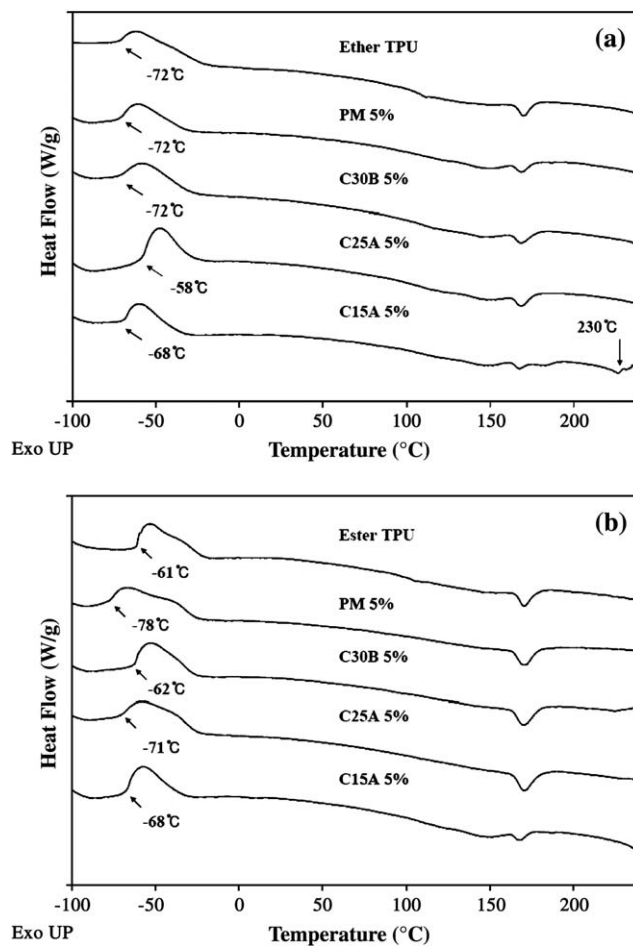 (a)
Ether TPU
-72°C
PM 5%
-72°C
C30B 5%
-72°C
C25A 5%
-58°C
C15A 5%
230°C
-68°C
Heat Flow (W/g)
-100 -50 0 50 100 150 200
Exo UP
Temperature (°C)
(b)
Ester TPU
-61°C
PM 5%
-78°C
C30B 5%
-62°C
C25A 5%
-71°C
C15A 5%
-68°C
Heat Flow (W/g)
-100 -50 0 50 100 150 200
Exo UP
Temperature (°C)